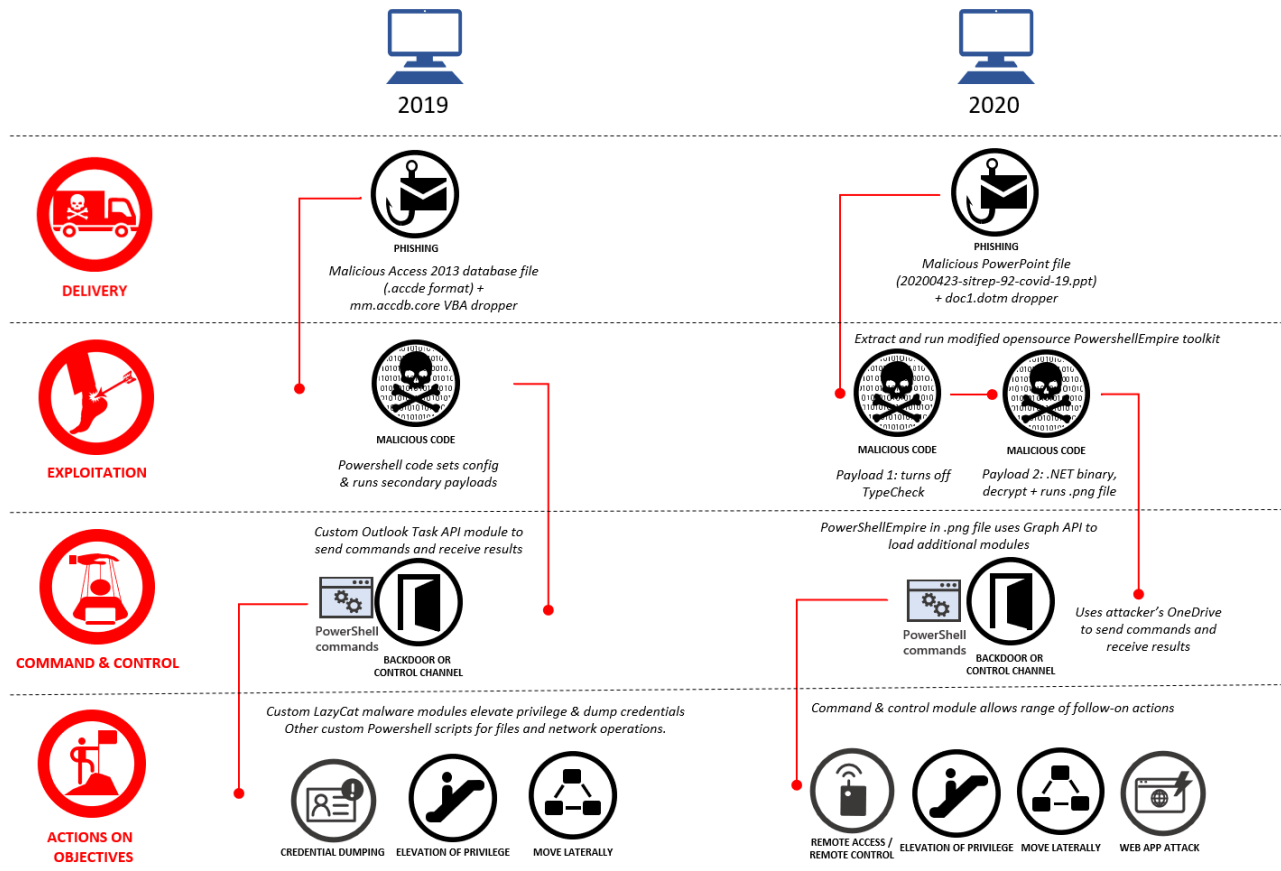 2019
2020
DELIVERY
PHISHING
Malicious Access 2013 database file
(.accde format) +
mm.accdb.core VBA dropper
PHISHING
Malicious PowerPoint file
(20200423-sitrep-92-covid-19.ppt)
+ doc1.dotm dropper
EXPLOITATION
MALICIOUS CODE
Powershell code sets config
& runs secondary payloads
Extract and run modified opensource PowershellEmpire toolkit
MALICIOUS CODE
Payload 1: turns off
TypeCheck
MALICIOUS CODE
Payload 2: .NET binary,
decrypt + runs .png file
COMMAND & CONTROL
Custom Outlook Task API module to
send commands and receive results
PowerShell
commands
BACKDOOR OR
CONTROL CHANNEL
PowerShellEmpire in .png file uses Graph API to
load additional modules
PowerShell
commands
BACKDOOR OR
CONTROL CHANNEL
Uses attacker's OneDrive
to send commands and
receive results
ACTIONS ON
OBJECTIVES
Custom LazyCat malware modules elevate privilege & dump credentials
Other custom Powershell scripts for files and network operations.
CREDENTIAL DUMPING
ELEVATION OF PRIVILEGE
MOVE LATERALLY
Command & control module allows range of follow-on actions
REMOTE ACCESS /
REMOTE CONTROL
ELEVATION OF PRIVILEGE
MOVE LATERALLY
WEB APP ATTACK